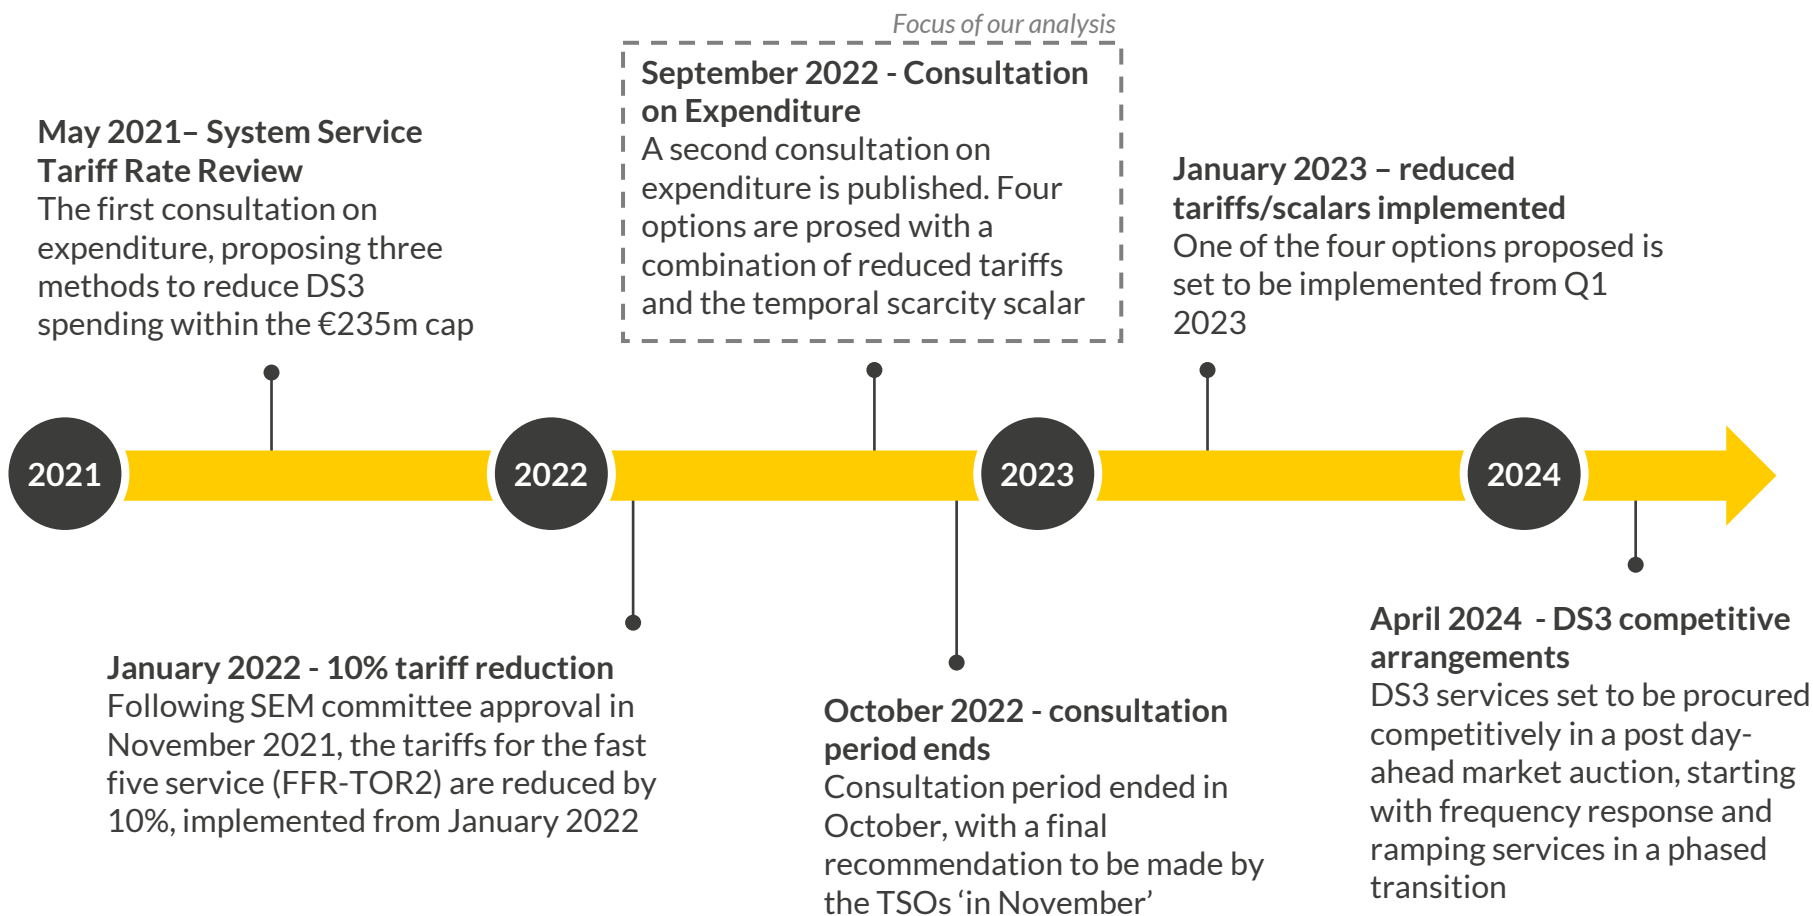 Focus of our analysis
September 2022 - Consultation
on Expenditure
A second consultation on
expenditure is published. Four
options are prosed with a
combination of reduced tariffs
and the temporal scarcity scalar
May 2021– System Service
Tariff Rate Review
The first consultation on
expenditure, proposing three
methods to reduce DS3
spending within the €235m cap
January 2023 – reduced
tariffs/scalars implemented
One of the four options proposed is
set to be implemented from Q1
2023
2021
2022
2023
2024
January 2022 - 10% tariff reduction
Following SEM committee approval in
November 2021, the tariffs for the fast
five service (FFR-TOR2) are reduced by
10%, implemented from January 2022
October 2022 - consultation
period ends
Consultation period ended in
October, with a final
recommendation to be made by
the TSOs ‘in November’
April 2024 - DS3 competitive
arrangements
DS3 services set to be procured
competitively in a post day-
ahead market auction, starting
with frequency response and
ramping services in a phased
transition